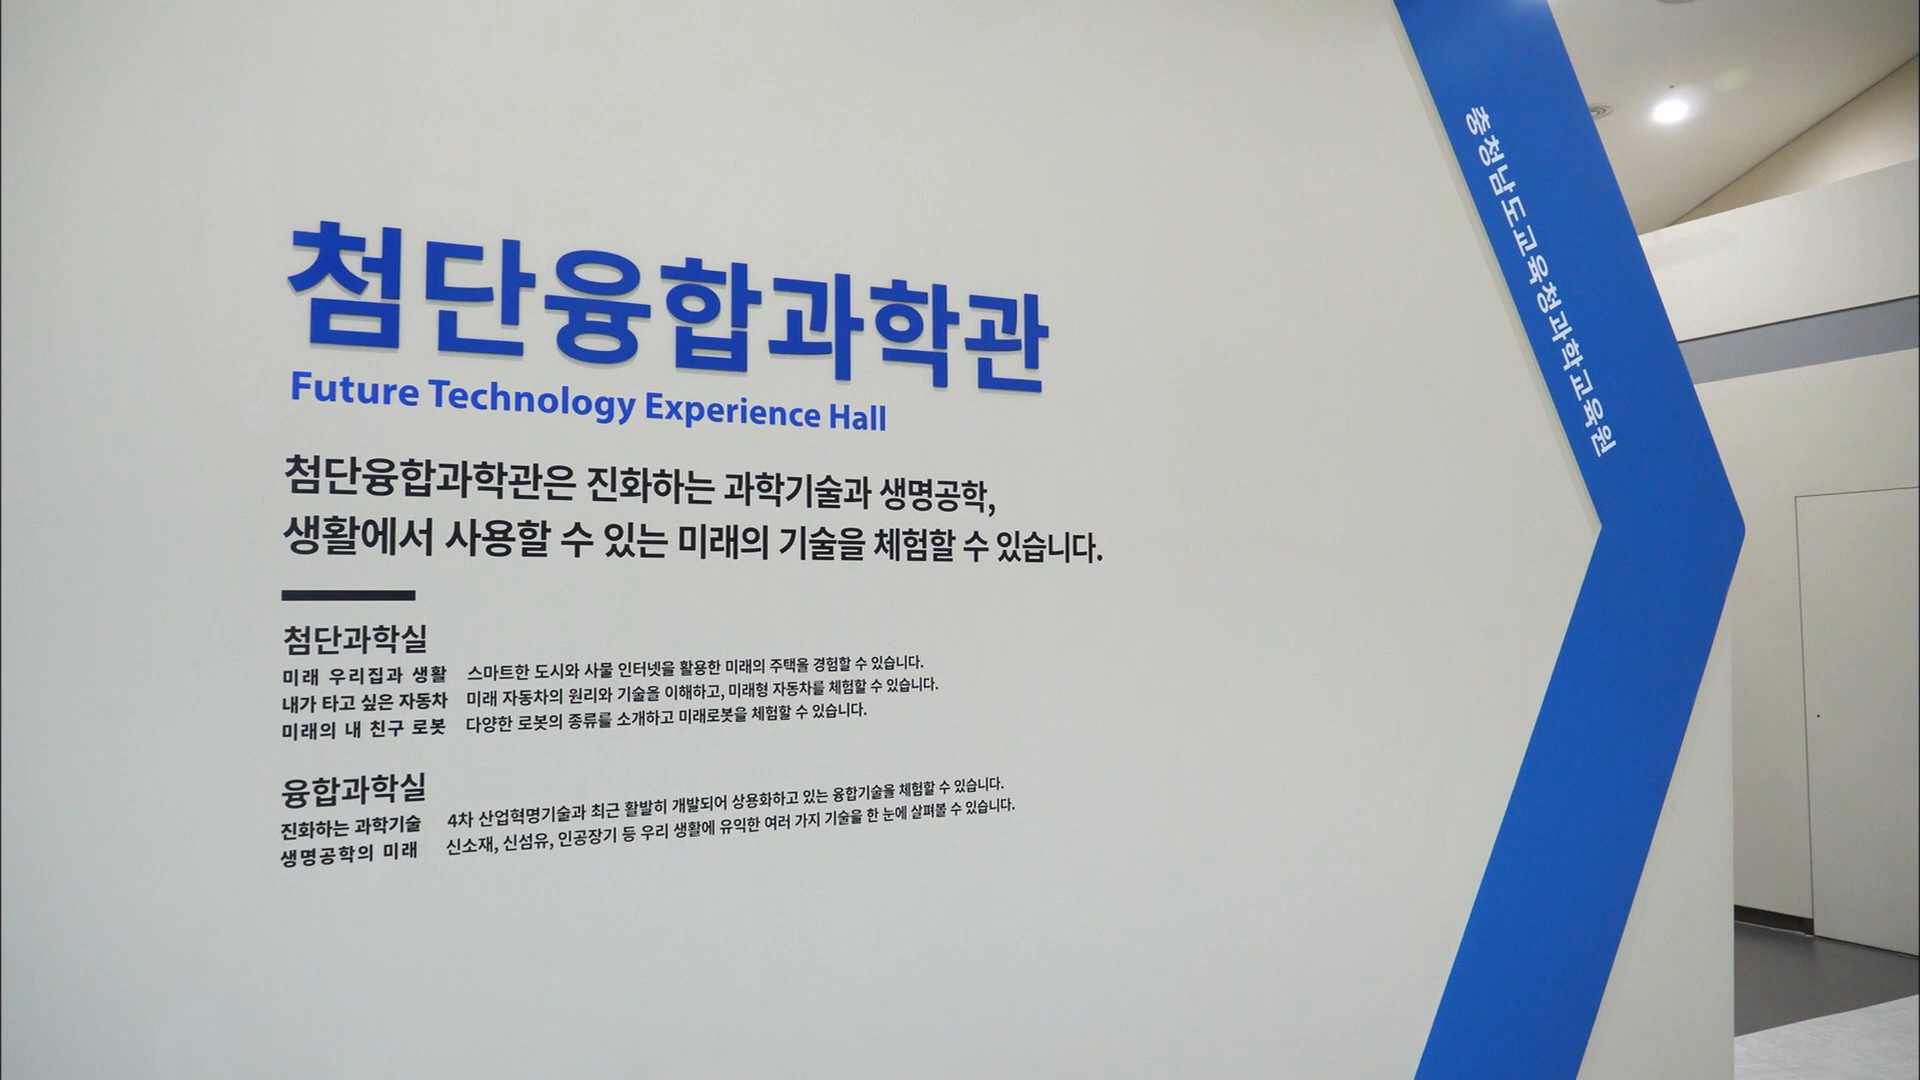 첨단융합과학관
Future Technology Experience Hall
첨단융합과학관은 진화하는 과학기술과 생명공학,
생활에서 사용할 수 있는 미래의 기술을 체험할 수 있습니다.
첨단과학실
미래 우리집과 생활 스마트한 도시와 사물 인터넷을 활용한 미래의 주택을 경험할 수 있습니다.
내가 타고 싶은 자동차 미래 자동차의 원리와 기술을 이해하고, 미래형 자동차를 체험할 수 있습니다.
미래의 내 친구 로봇 다양한 로봇의 종류를 소개하고 미래로봇을 체험할 수 있습니다.
융합과학실
진화하는 과학기술 4차 산업혁명기술과 최근 활발히 개발되어 상용화하고 있는 융합기술을 체험할 수 있습니다.
생명공학의 미래 신소재, 신섬유, 인공장기 등 우리 생활에 유익한 여러 가지 기술을 한 눈에 살펴볼 수 있습니다.
충청남도교육청과학교육원